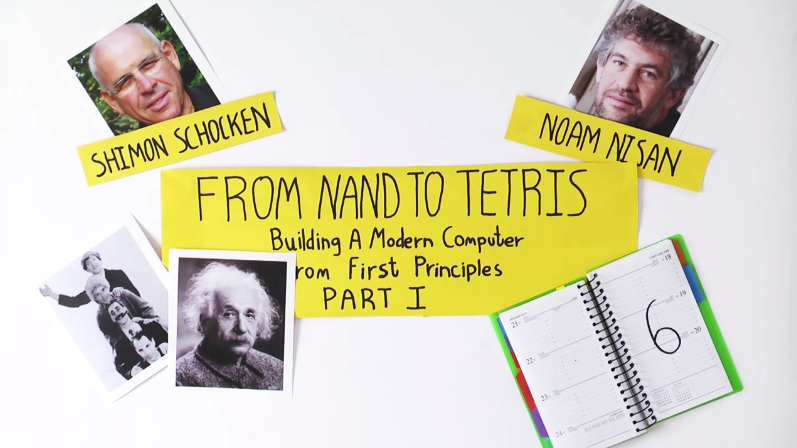 SHIMON SCHOCKEN
NOAM NISAN
FROM NAND TO TETRIS
Building A Modern Computer
rom First Principles
PART I
21
22
23
24
18
19
20
6